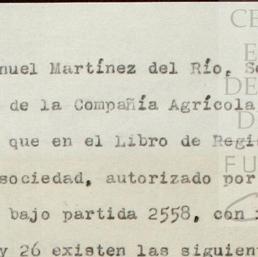 nuel Martínez del Río, S
de la Compañía Agrícola
que en el Libro de Regi
sociedad, autorizado por
bajo partida 2558, con
y 26 existen las siguient
CE
E
DE
D
FU